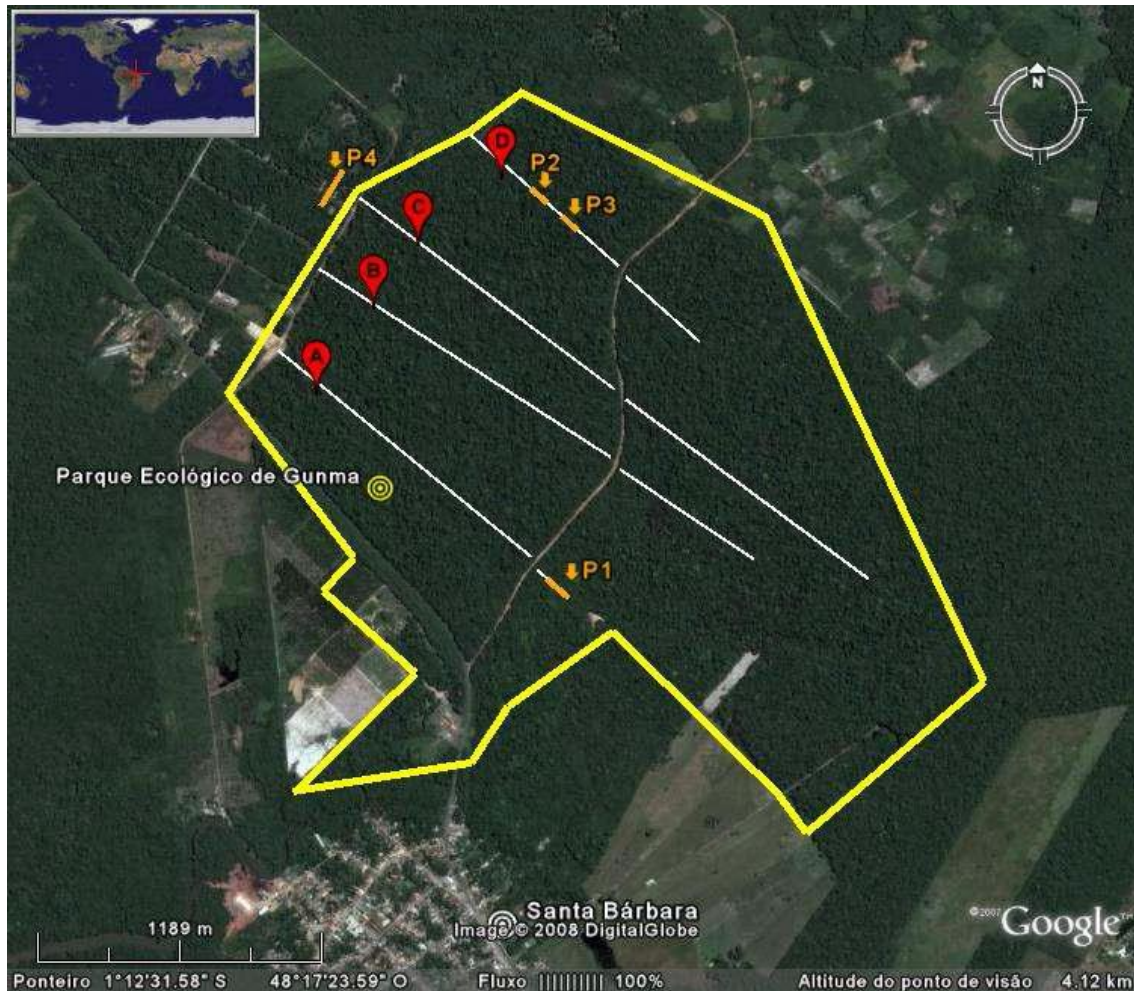 N
D
P4
P2
P3
C
B
A
Parque Ecológico de Gunma
P1
1189 m
Santa Bárbara
Image © 2008 DigitalGlobe
©2007 Google™
Ponteiro 1°12'31.58" S 48°17'23.59" O Fluxo |||||||||| 100% Altitude do ponto de visão 4.12 km